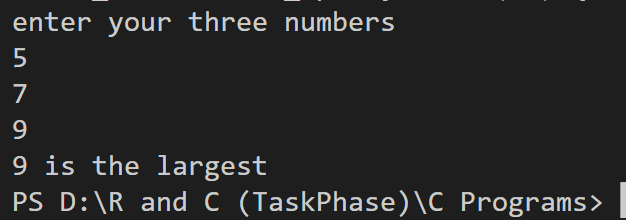 enter your three numbers
5
7
9
9 is the largest
PS D:\R and C (TaskPhase)\C Programs>